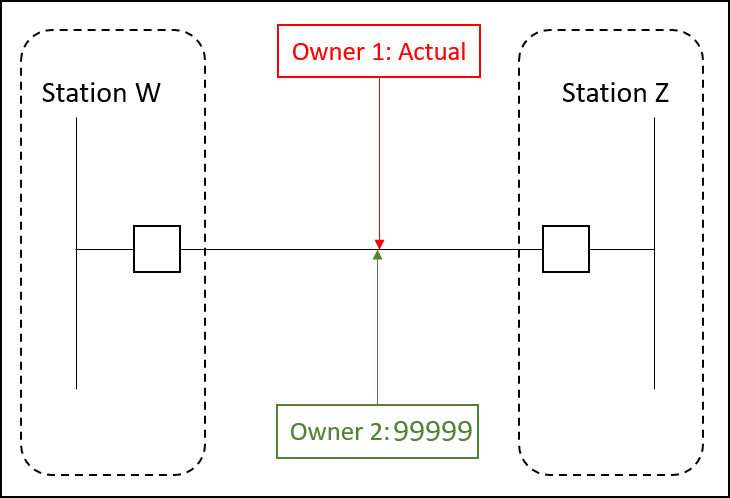 Owner 1: Actual
Station W
Station Z
Owner 2: 99999